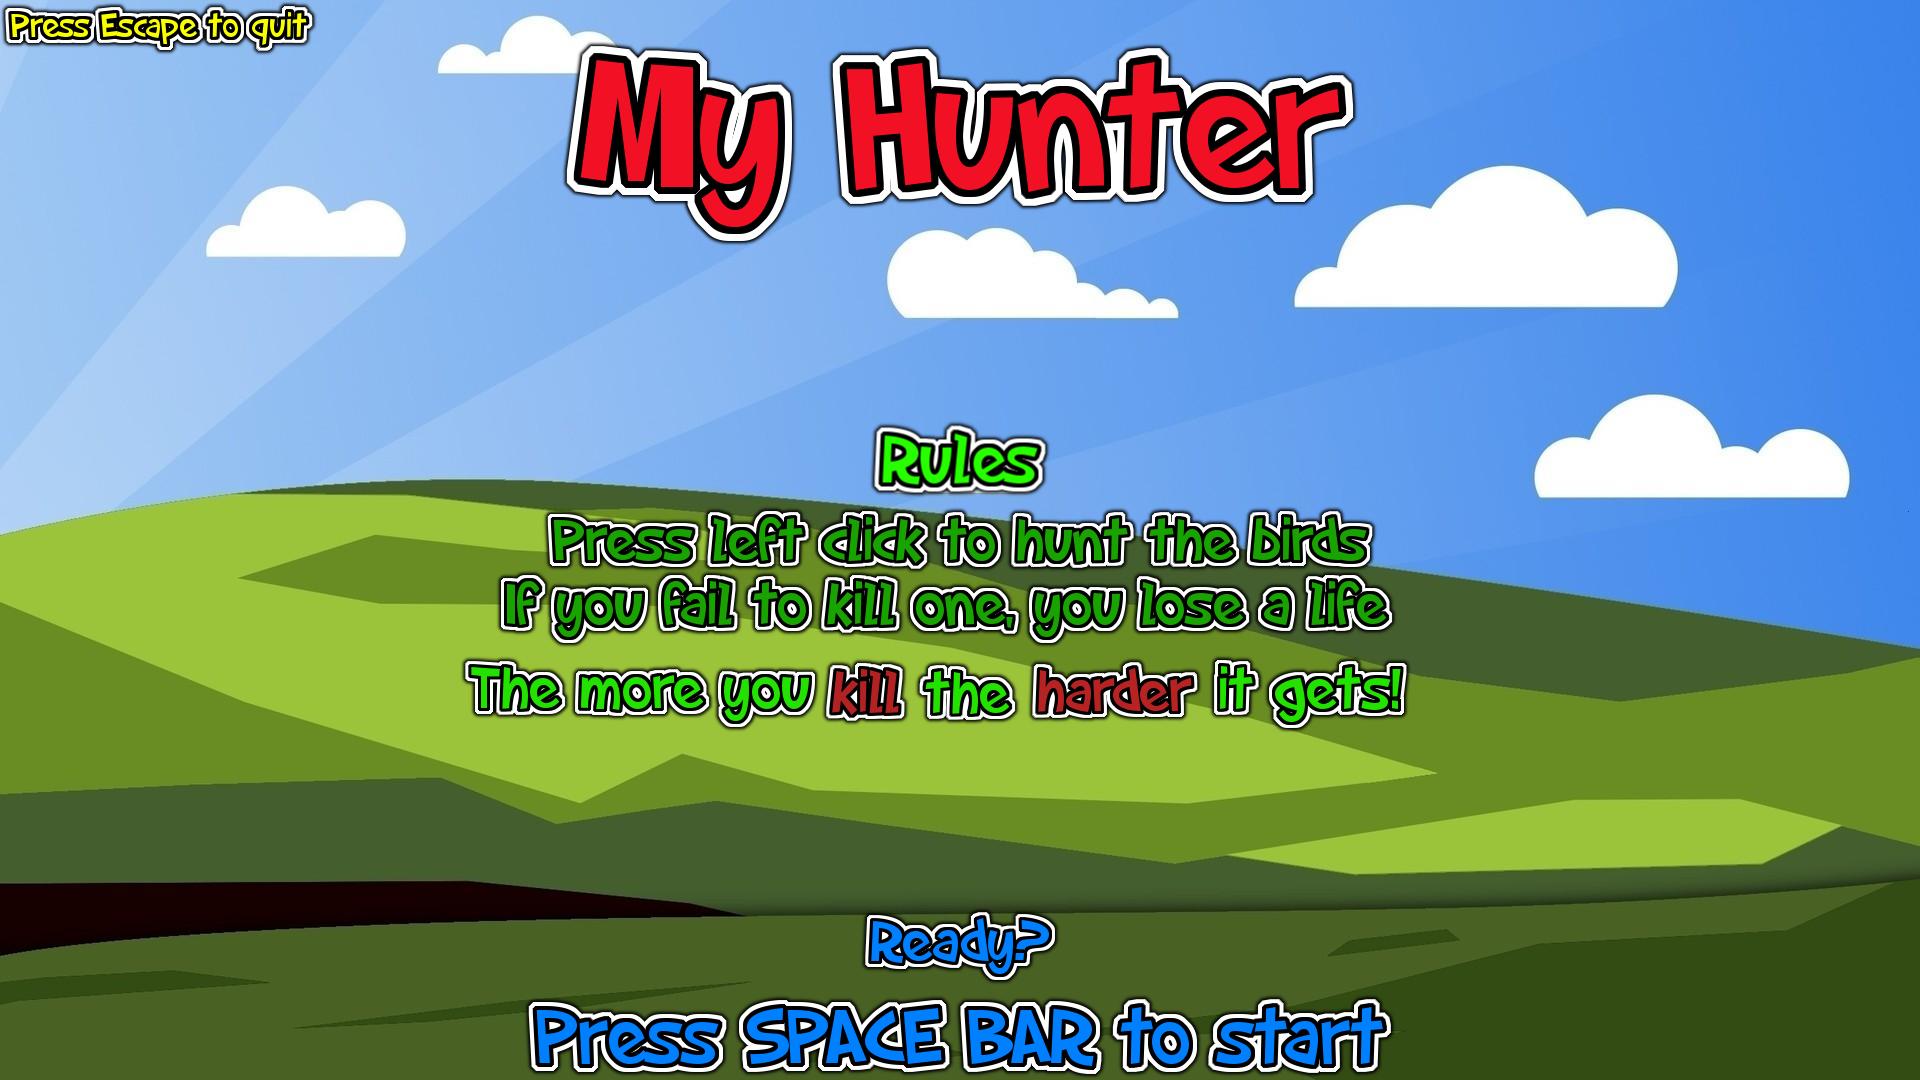 Press Escape to quit
My Hunter
Rules
Press left click to hunt the birds
If you fail to kill one, you lose a life
The more you kill the harder it gets!
Ready?
Press SPACE BAR to start